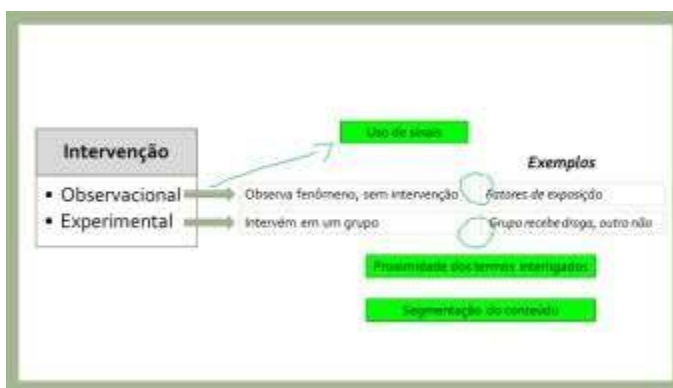 Uso de sinais
Intervenção
Exemplos
• Observacional
Observa fenômeno, sem intervenção
Fatores de exposição
• Experimental
Intervém em um grupo
Grupo recebe droga, outro não
Proximidade dos termos interligados
Segmentação do conteúdo